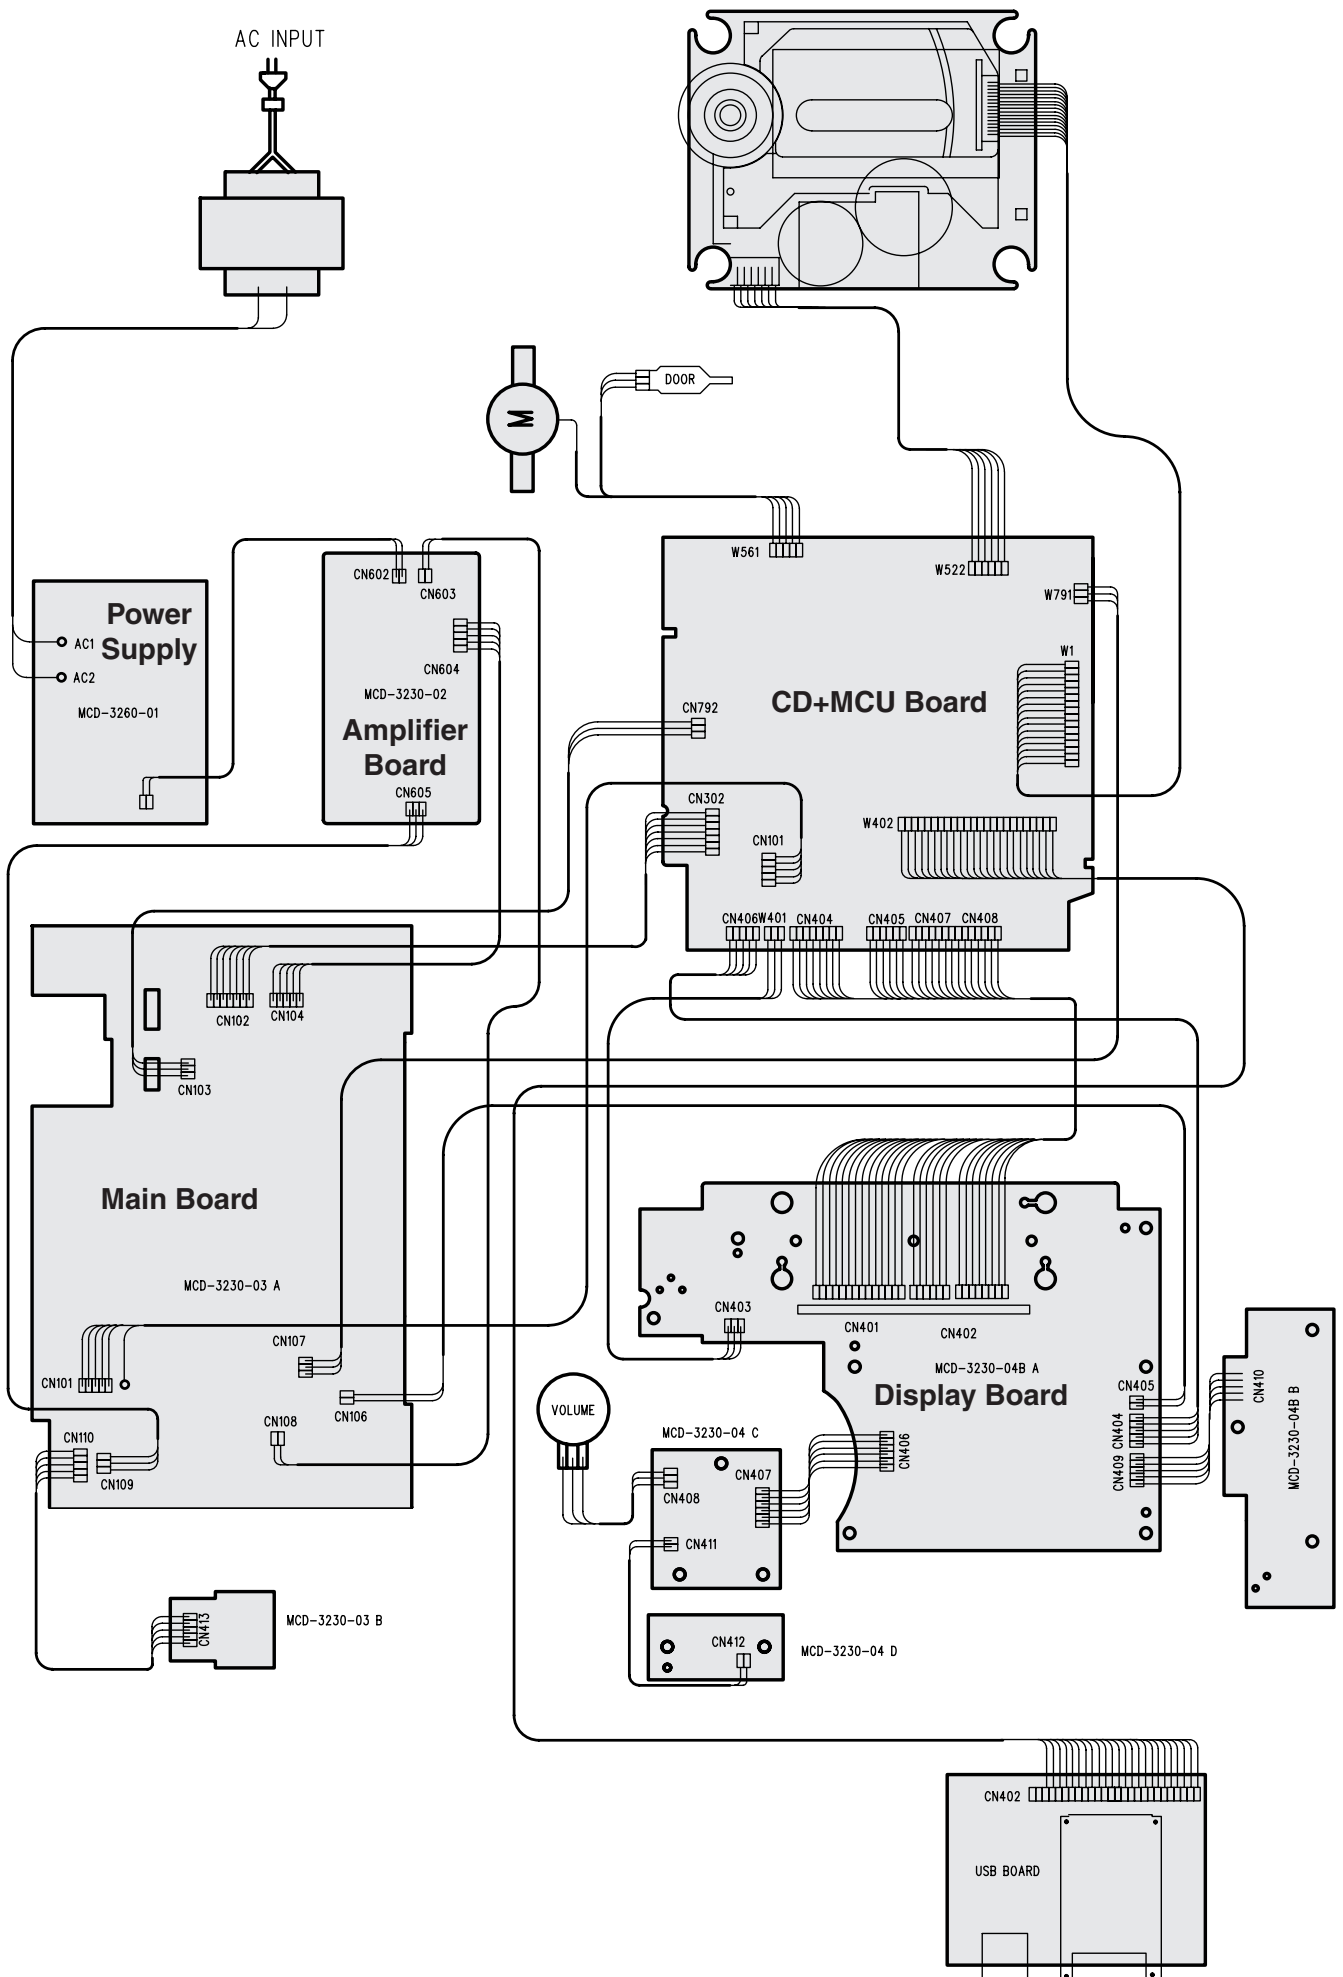 AC INPUT
DOOR
M
W561
W522
CN602
CN603
W791
Power
Supply
AC1
AC2
CN604
W1
MCD-3230-02
MCD-3260-01
CD+MCU Board
CN792
Amplifier
Board
CN605
CN302
W402
CN101
CN406
W401
CN404
CN405
CN407
CN408
CN102
CN104
CN103
Main Board
MCD-3230-03 A
CN403
CN401
CN402
CN107
MCD-3230-04B A
CN101
Display Board
CN405
CN410
CN106
VOLUME
CN108
CN404
MCD-3230-04B B
MCD-3230-04 C
CN110
CN406
CN409
CN407
CN109
CN408
CN411
CN413
MCD-3230-03 B
CN412
MCD-3230-04 D
CN402
USB BOARD